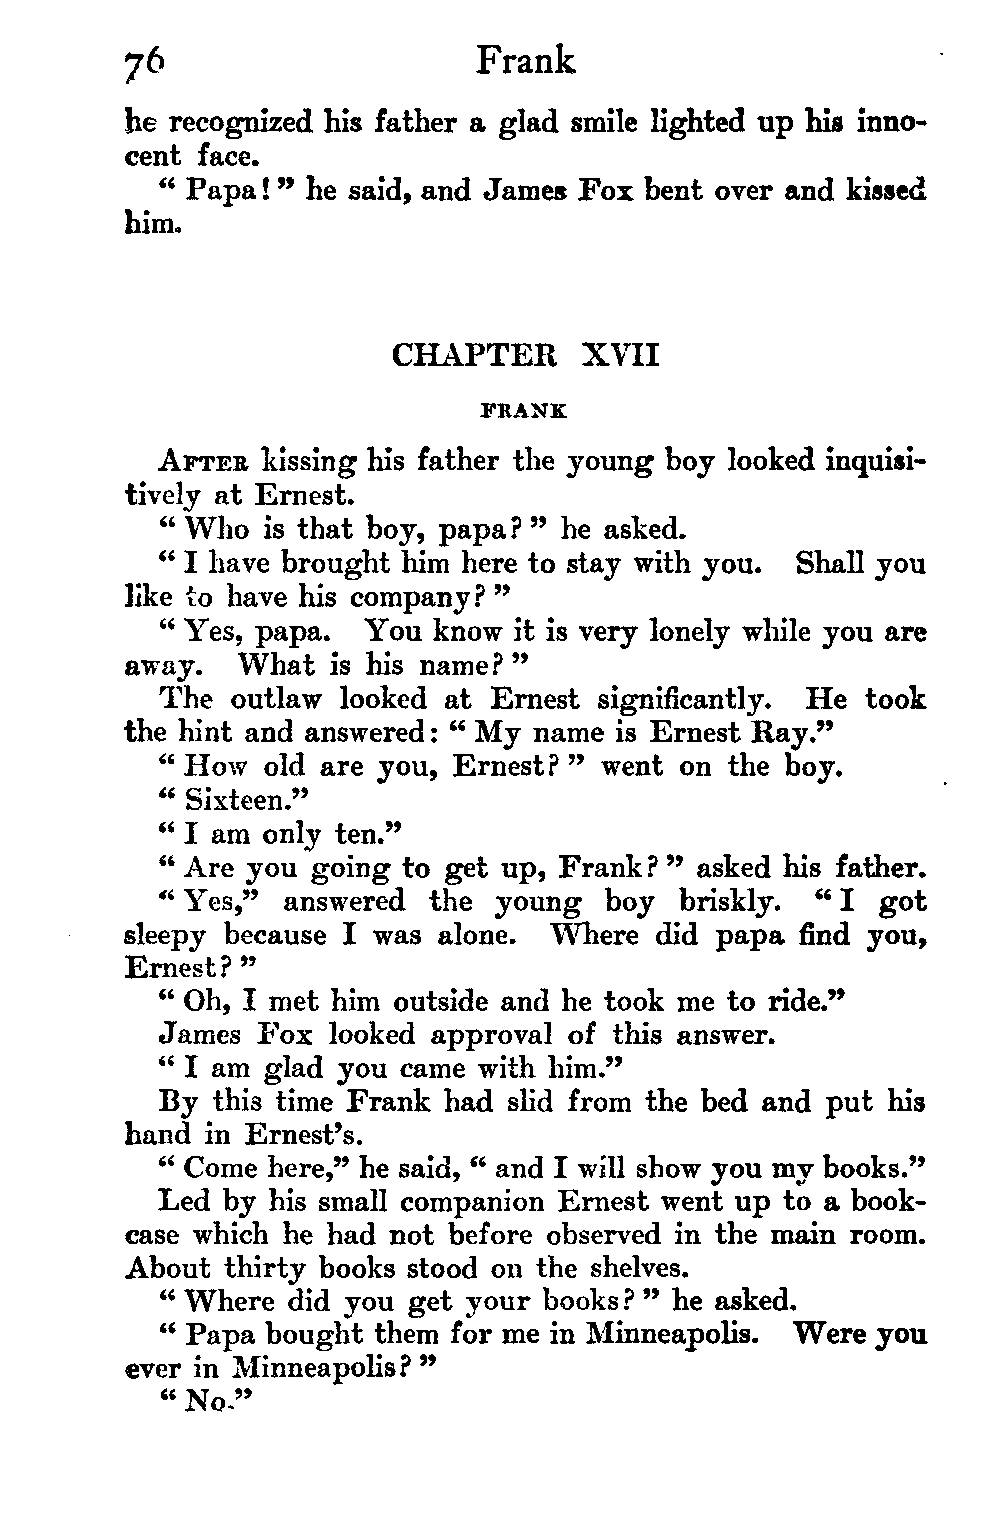 76 Frank
he recognized his father a glad smile lighted up his inno-
cent face.
" Papa! " he said, and James Fox bent over and kissed
him.
CHAPTER XVII
FRANK
AFTER kissing his father the young boy looked inquisi-
tively at Ernest.
" Who is that boy, papa? " he asked.
" I have brought him here to stay with you. Shall you
like to have his company? "
" Yes, papa. You know it is very lonely while you are
away. What is his name? "
The outlaw looked at Ernest significantly. He took
the hint and answered: " My name is Ernest Ray."
" How old are you, Ernest? " went on the boy.
" Sixteen."
" I am only ten."
" Are you going to get up, Frank? " asked his father.
" Yes," answered the young boy briskly. " I got
sleepy because I was alone. Where did papa find you,
Ernest? "
" Oh, I met him outside and he took me to ride."
James Fox looked approval of this answer.
" I am glad you came with him."
By this time Frank had slid from the bed and put his
hand in Ernest's.
" Come here," he said, " and I will show you my books."
Led by his small companion Ernest went up to a book-
case which he had not before observed in the main room.
About thirty books stood on the shelves.
" Where did you get your books? " he asked.
" Papa bought them for me in Minneapolis. Were you
ever in Minneapolis? "
" No."